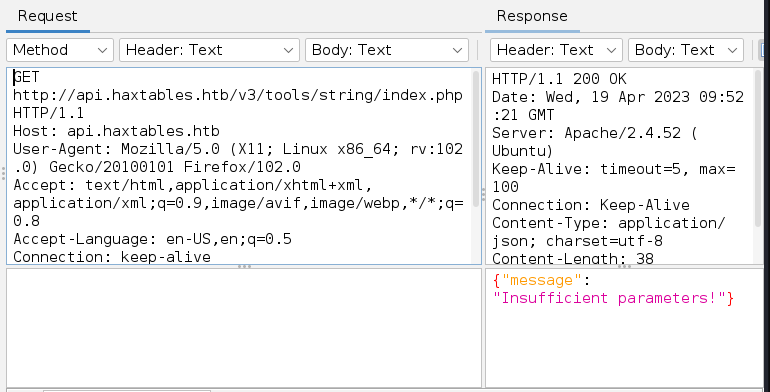 Request
Response
Method
Header: Text
Body: Text
Header: Text
Body: Text
GET
http://api.haxtables.htb/v3/tools/string/index.php
HTTP/1.1
Host: api.haxtables.htb
User-Agent: Mozilla/5.0 (X11; Linux x86_64; rv:102
.0) Gecko/20100101 Firefox/102.0
Accept: text/html,application/xhtml+xml,
application/xml;q=0.9,image/avif,image/webp,*/*;q=
0.8
Accept-Language: en-US,en;q=0.5
Connection: keep-alive
HTTP/1.1 200 OK
Date: Wed, 19 Apr 2023 09:52
:21 GMT
Server: Apache/2.4.52 (
Ubuntu)
Keep-Alive: timeout=5, max=
100
Connection: Keep-Alive
Content-Type: application/
json; charset=utf-8
Content-Length: 38
{"message":
"Insufficient parameters!"}